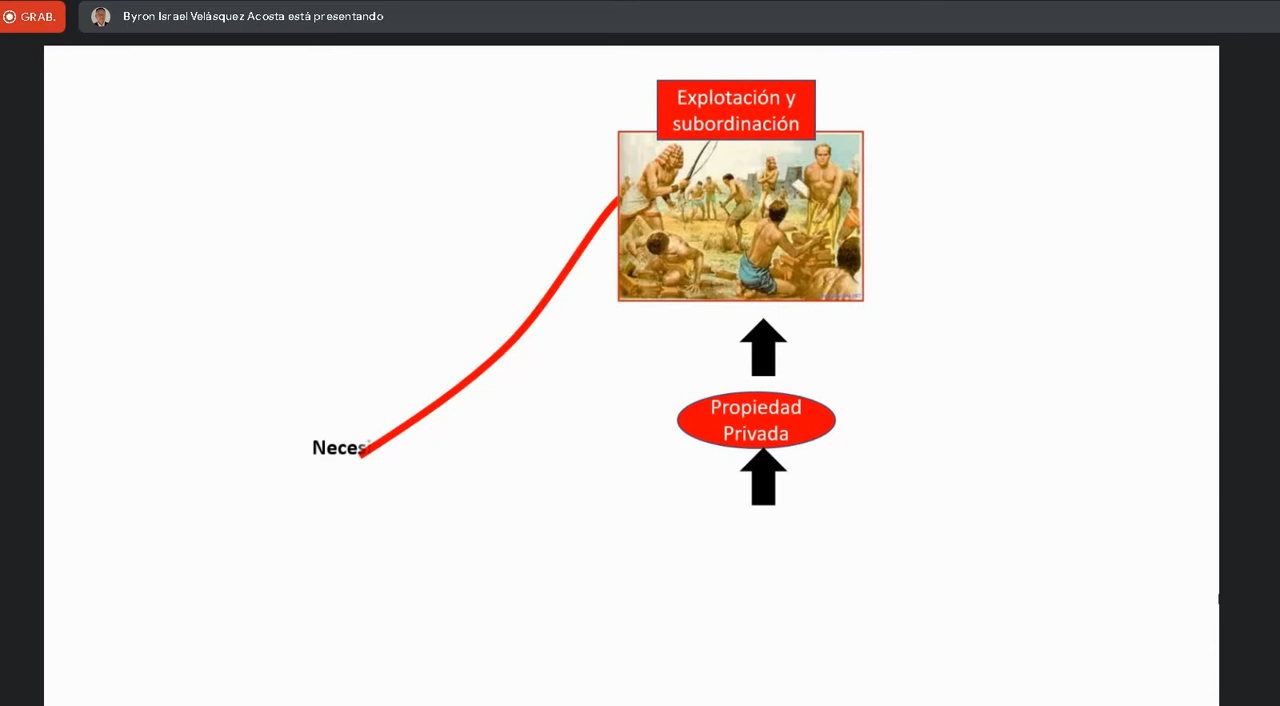 GRAB.
Byron Israel Velásquez Acosta está presentando
Explotación y
subordinación
Propiedad
Privada